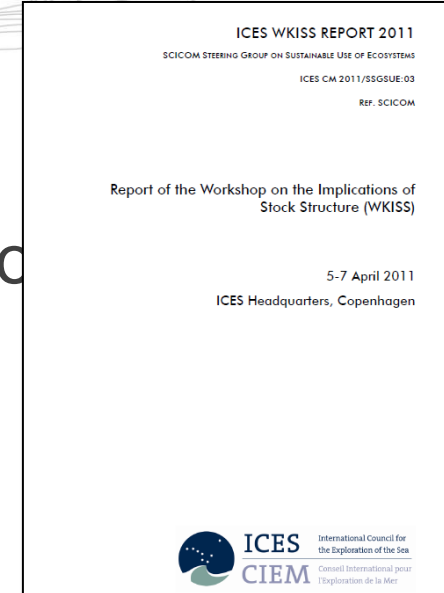 ICES WKISS REPORT 2011
SCICOM STEERING GROUP ON SUSTAINABLE USE OF ECOSYSTEMS
ICES CM 2011/SSGSUE:03
REF. SCICOM
Report of the Workshop on the Implications of
Stock Structure (WKISS)
5-7 April 2011
ICES Headquarters, Copenhagen
ICES International Council for
the Exploration of the Sea
CIEM Conseil International pour
l'Exploration de la Mer